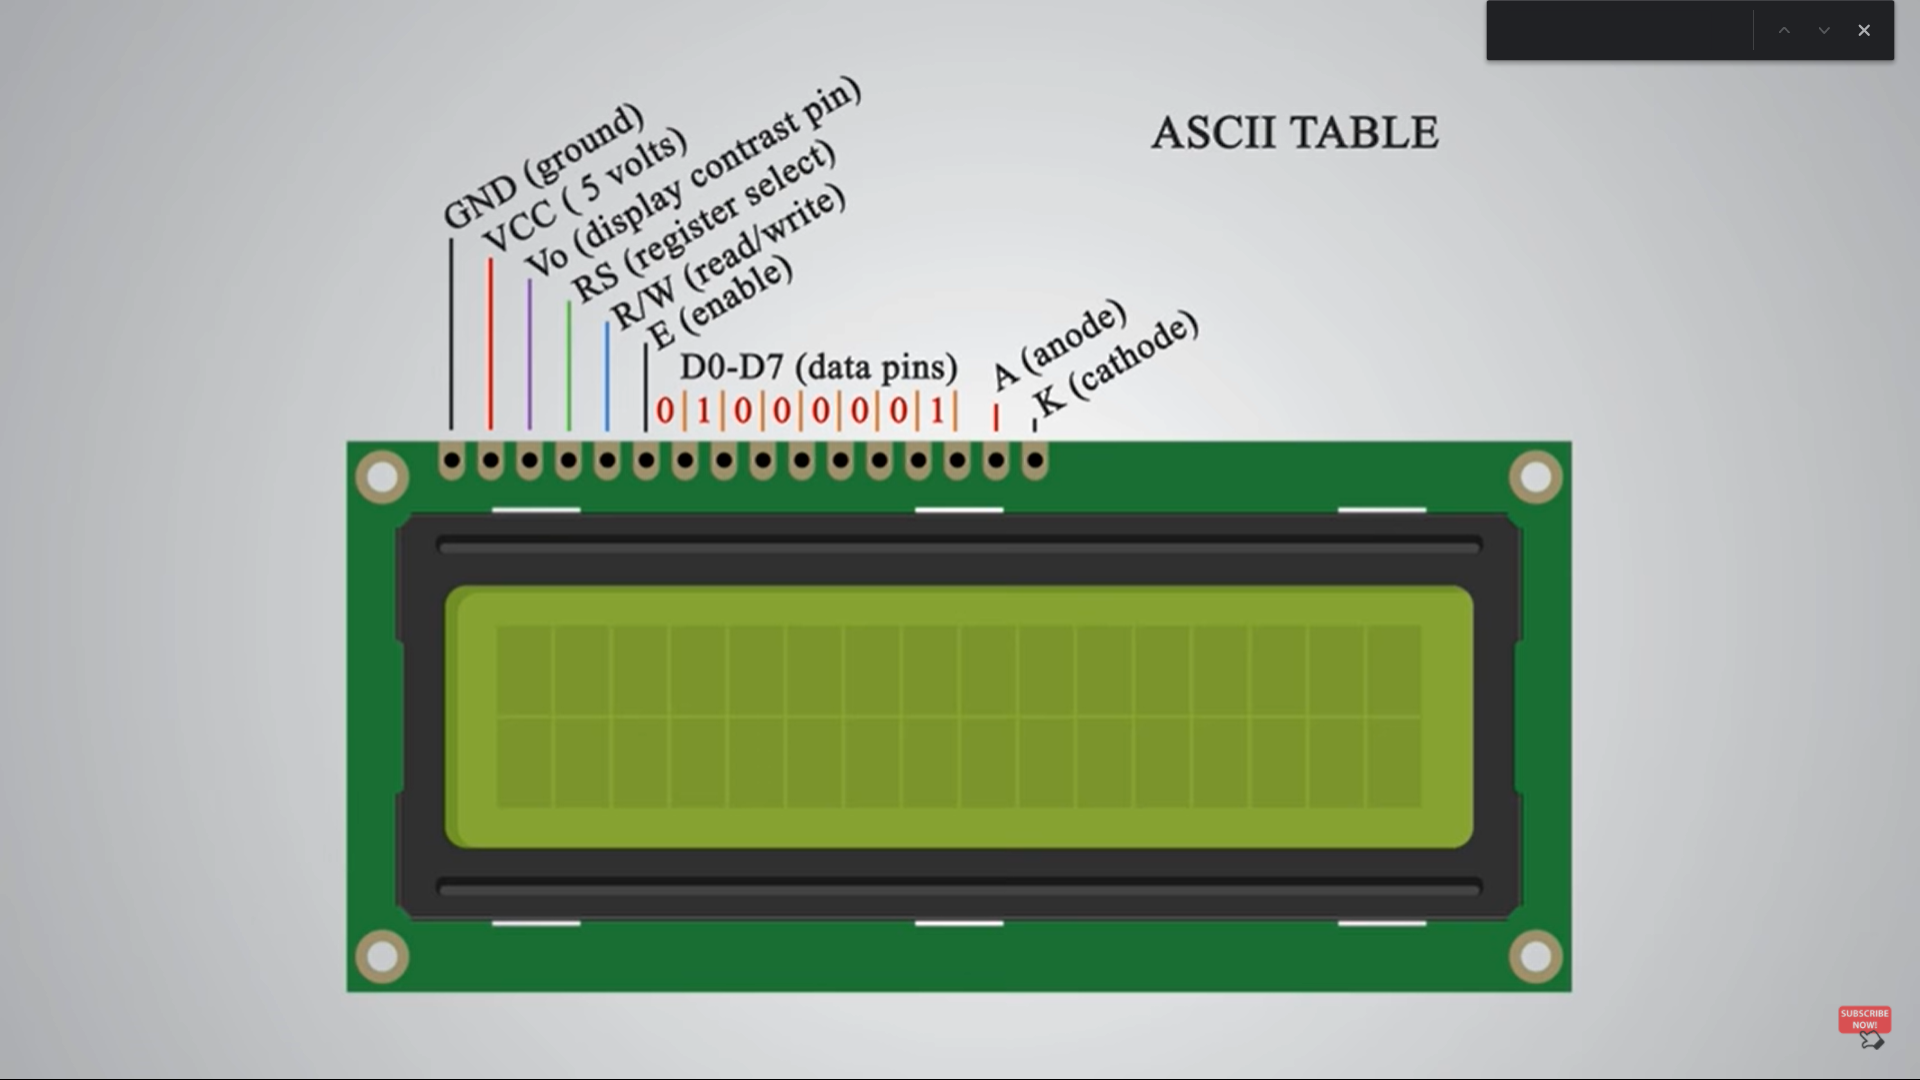 ASCII TABLE
GND (ground)
VCC ( 5 volts)
Vo (display contrast pin)
RS (register select)
R/W (read/write)
E (enable)
D0-D7 (data pins)
0 1 0 0 0 0 0 1
A (anode)
K (cathode)
SUBSCRIBE
NOW!